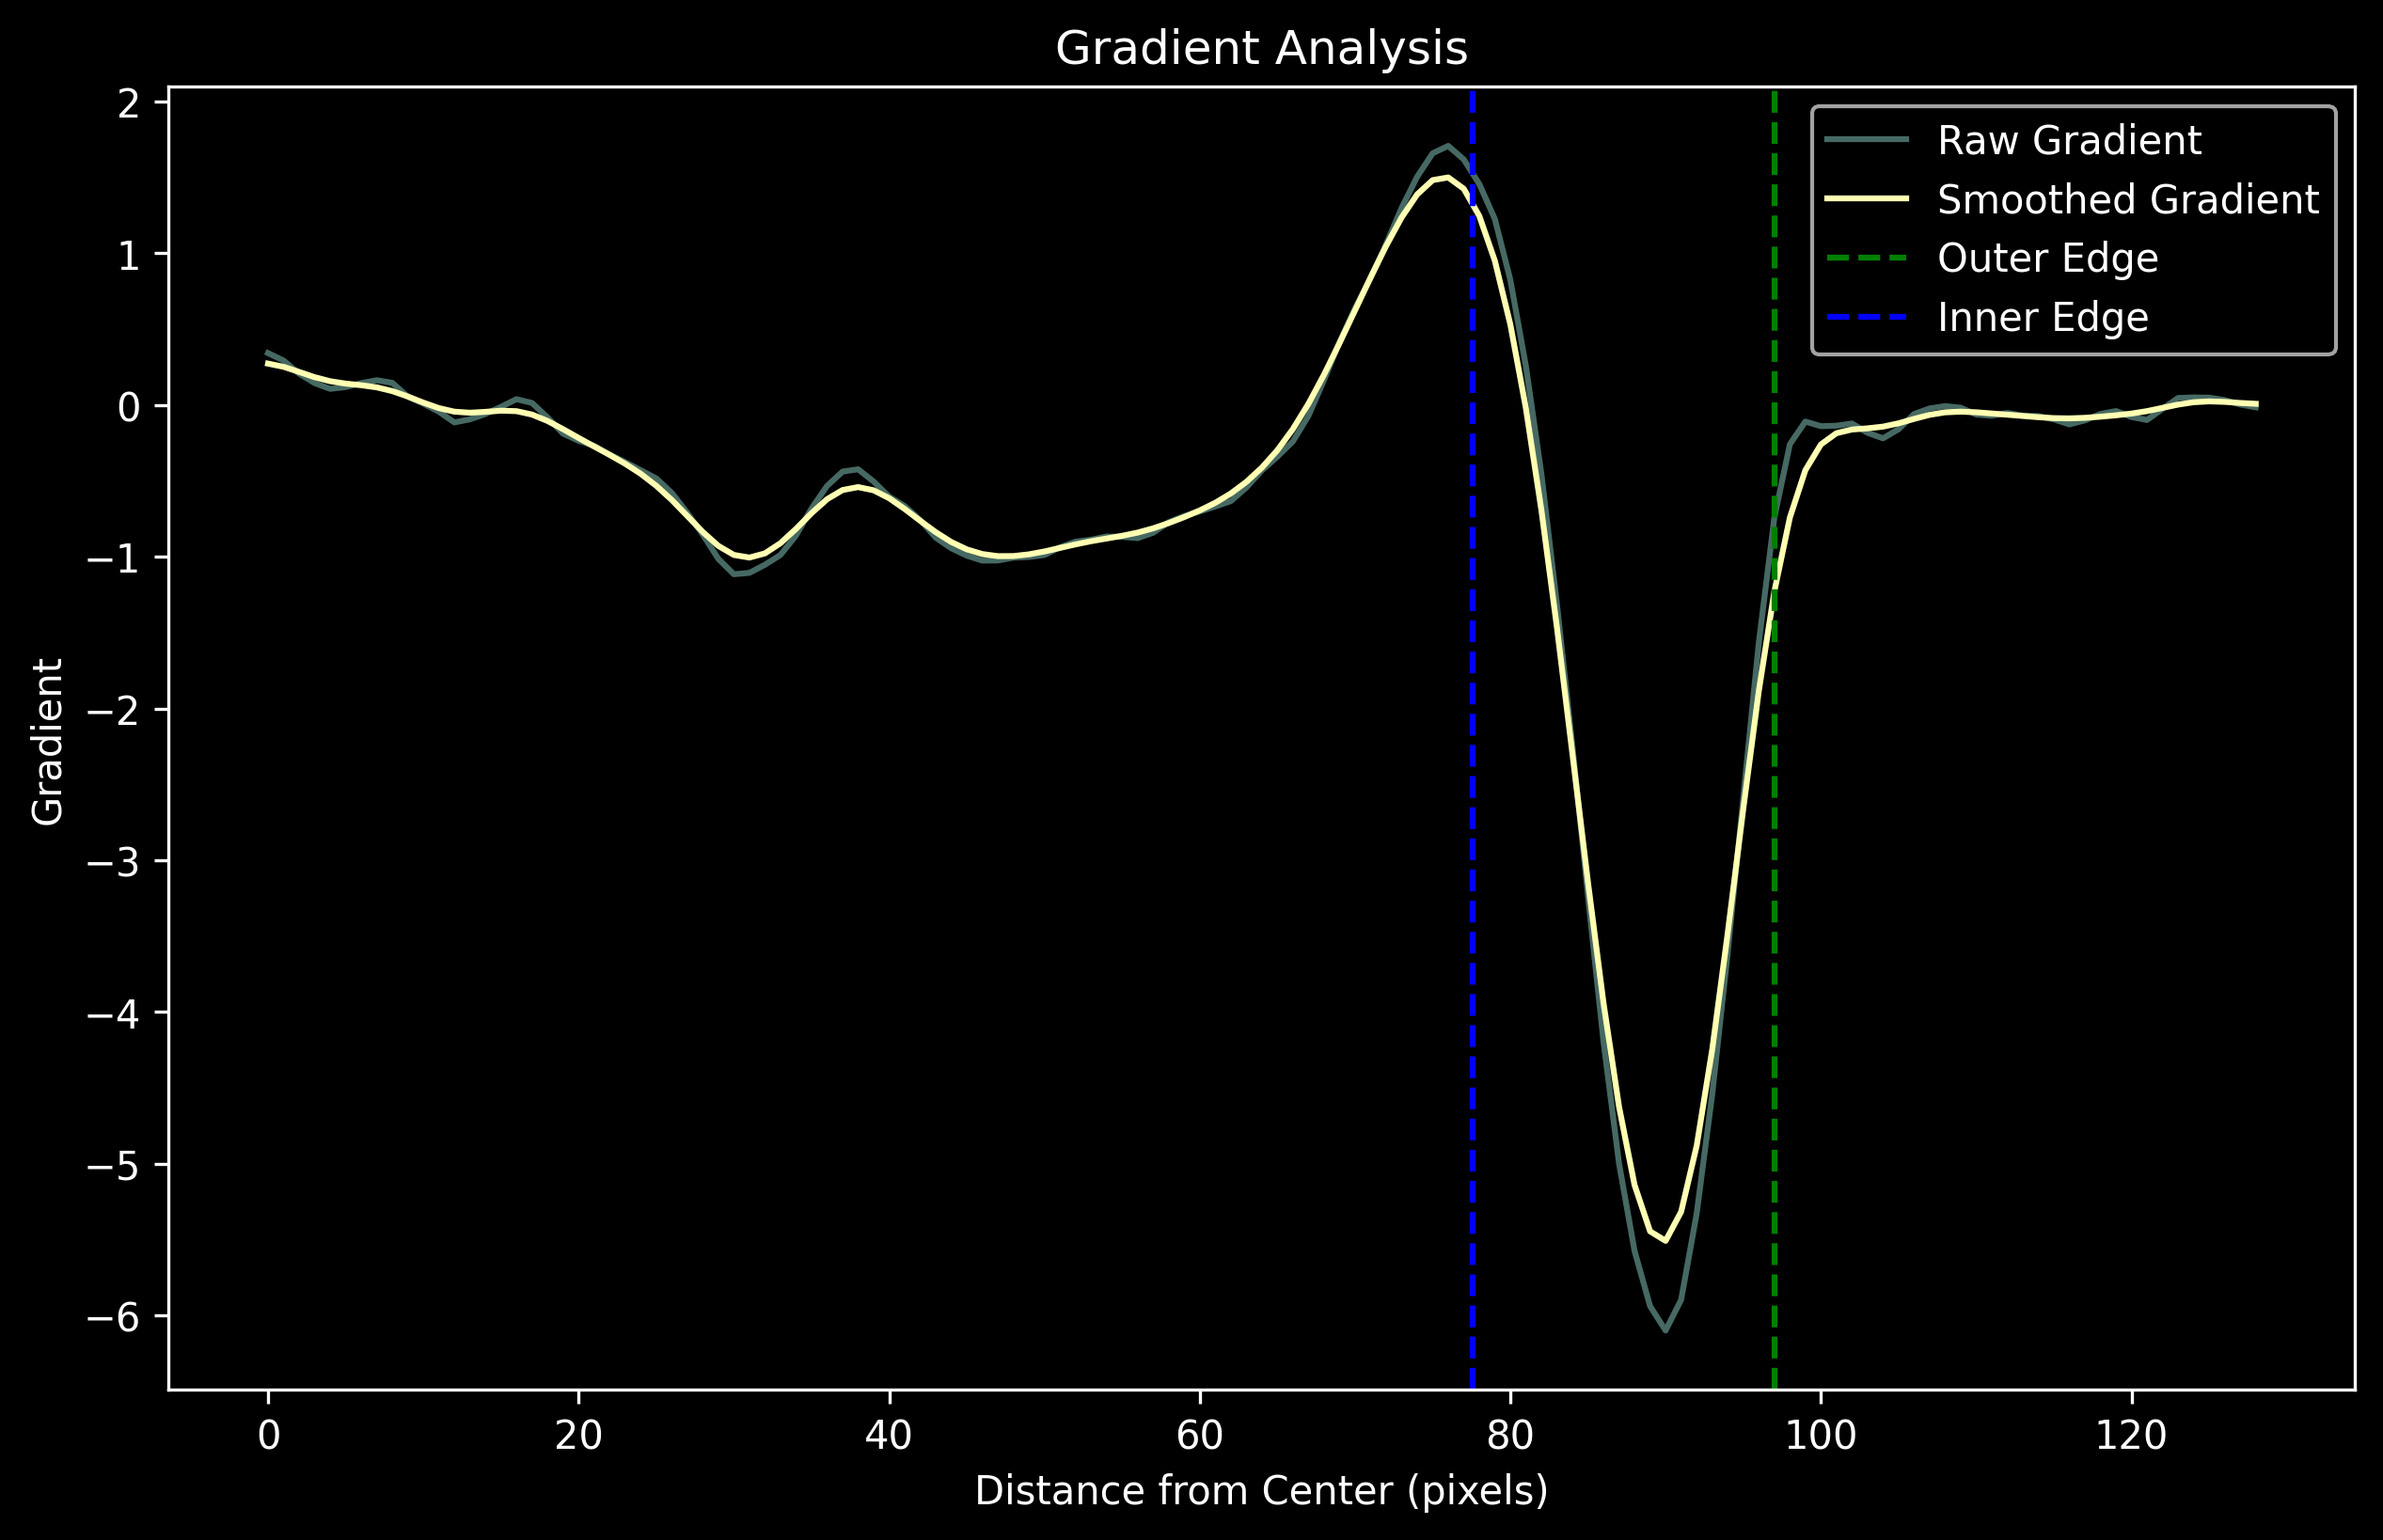 Gradient Analysis
2
1
0
−1
−2
−3
−4
−5
−6
Gradient
0 20 40 60 80 100 120
Distance from Center (pixels)
Raw Gradient
Smoothed Gradient
Outer Edge
Inner Edge